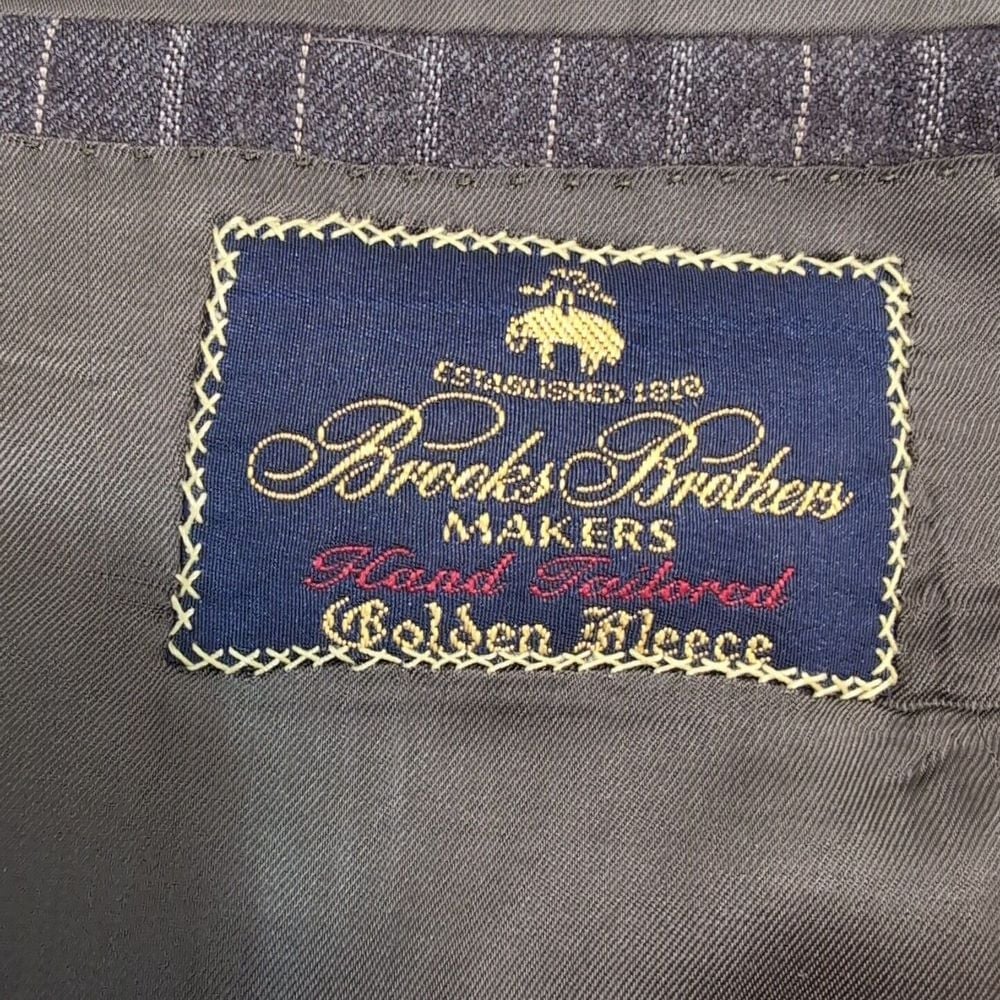 ESTABLISHED 1818
Brooks Brothers
MAKERS
Hand Tailored
Golden Fleece